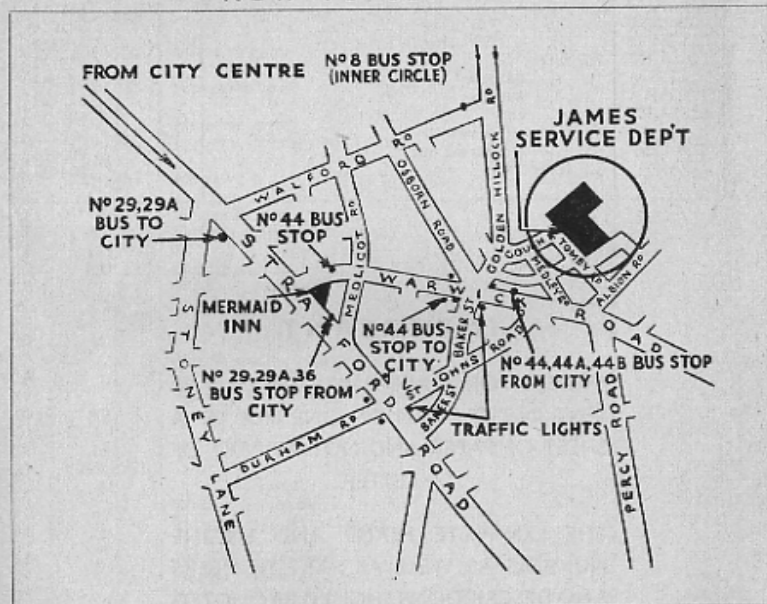 FROM CITY CENTRE
Nº 8 BUS STOP
(INNER CIRCLE)
JAMES
SERVICE DEP'T
GOLDEN HILLOCK RD
WALFORD RD
OSBORN ROAD
MEDLICOT RD
Nº 29,29A
BUS TO
CITY
Nº 44 BUS
STOP
STRATFORD ROAD
WARWICK ROAD
TOMBY RD
MEDLEY
ALBION RD
MERMAID
INN
STONEY LANE
Nº 44 BUS
STOP TO
CITY
BAKER ST
Sᵀ JOHNS ROAD
Nº 44,44A,44B BUS STOP
FROM CITY
Nº 29,29A,36
BUS STOP FROM
CITY
BAKER ST
TRAFFIC LIGHTS
DURHAM RD
PERCY ROAD